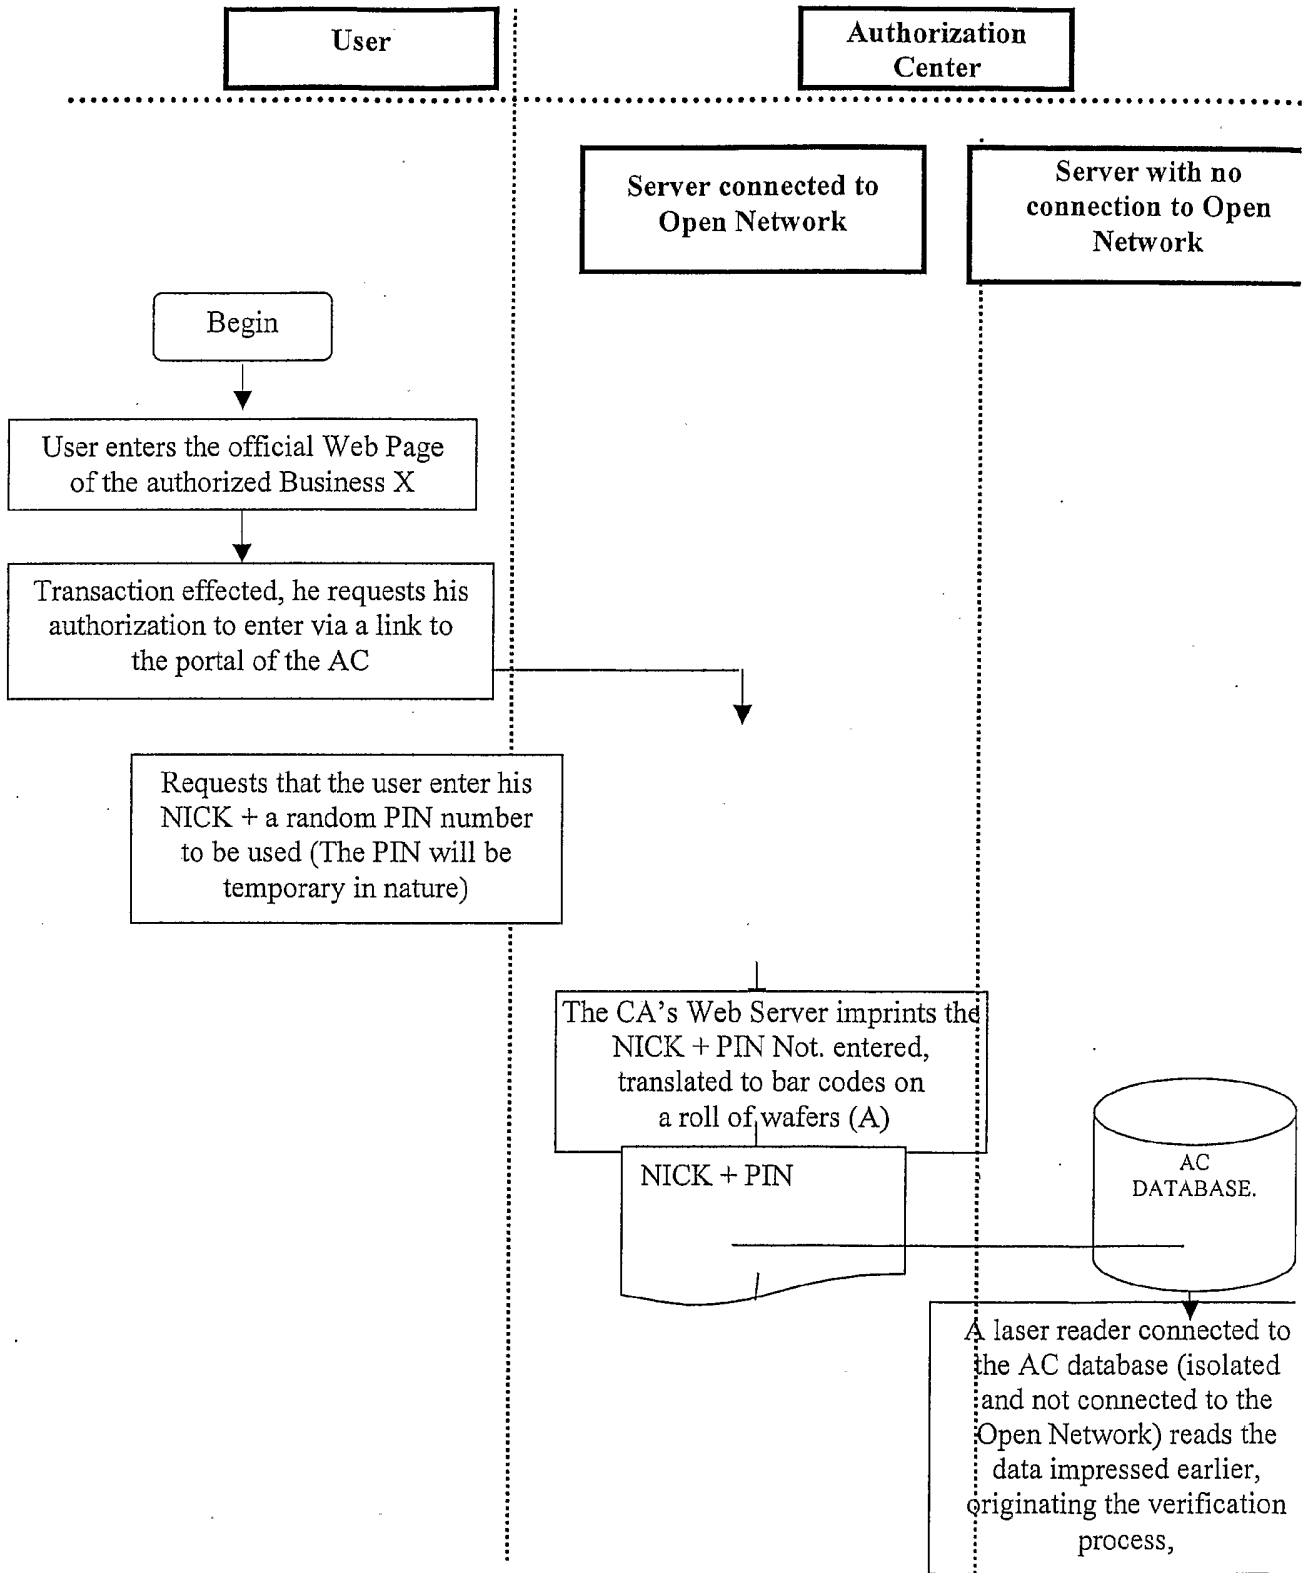 User
Authorization
Center
Server connected to
Open Network
Server with no
connection to Open
Network
Begin
User enters the official Web Page
of the authorized Business X
Transaction effected, he requests his
authorization to enter via a link to
the portal of the AC
Requests that the user enter his
NICK + a random PIN number
to be used (The PIN will be
temporary in nature)
The CA's Web Server imprints the
NICK + PIN Not. entered,
translated to bar codes on
a roll of wafers (A)
NICK + PIN
AC
DATABASE.
A laser reader connected to
the AC database (isolated
and not connected to the
Open Network) reads the
data impressed earlier,
originating the verification
process,